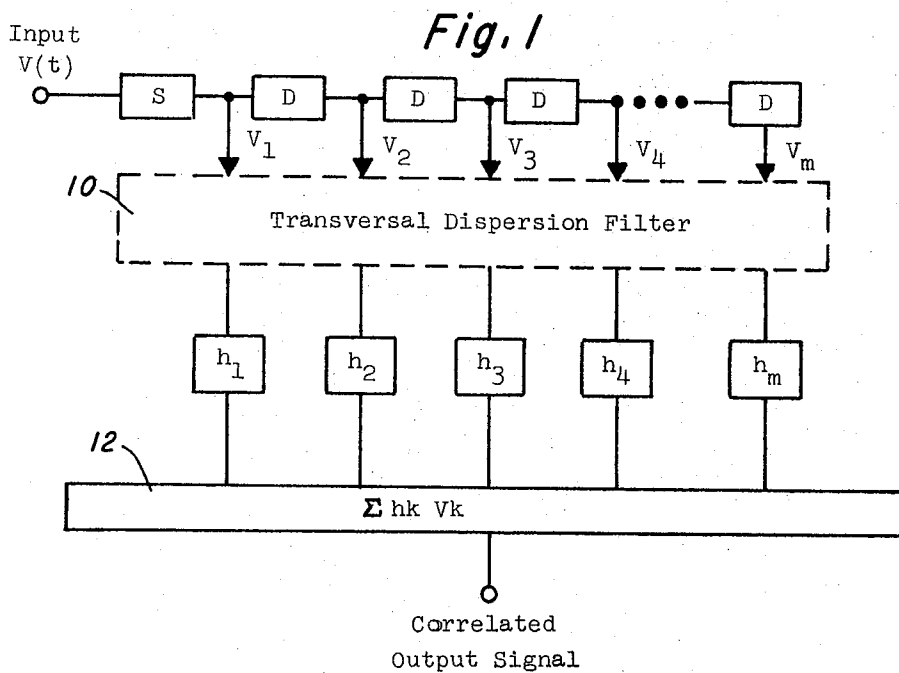 Fig. 1
Input
V(t)
S D D D D
V1 V2 V3 V4 Vm
10
Transversal Dispersion Filter
h1 h2 h3 h4 hm
12
Σ hk Vk
Correlated
Output Signal